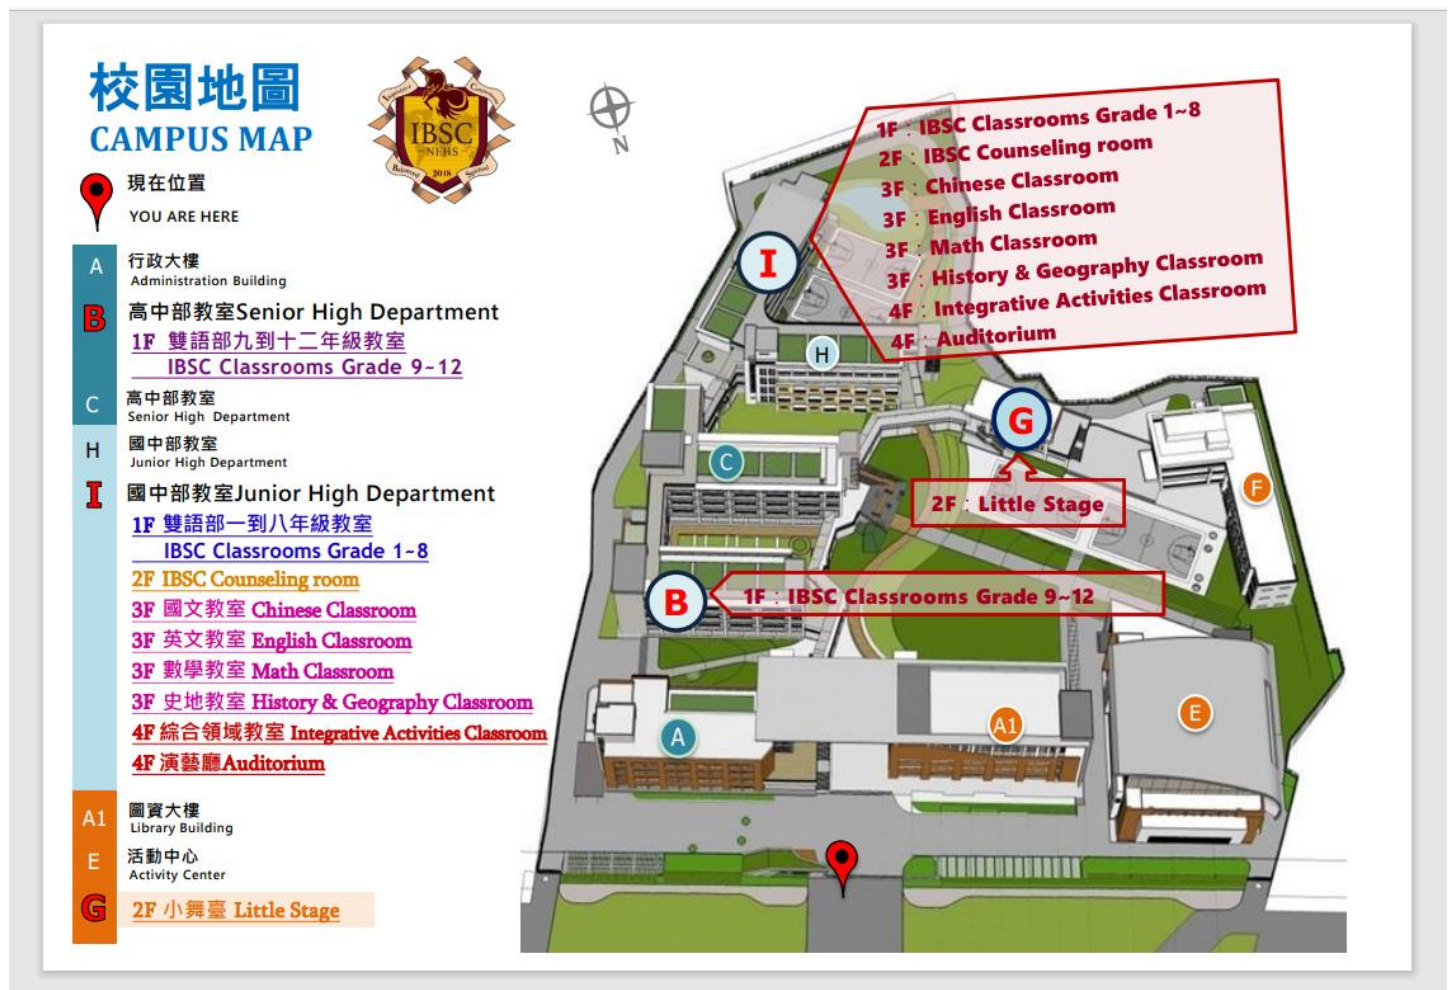 校園地圖
CAMPUS MAP
IBSC
NEHS
2018
N
現在位置
YOU ARE HERE
A 行政大樓
Administration Building
B 高中部教室Senior High Department
1F 雙語部九到十二年級教室
IBSC Classrooms Grade 9~12
C 高中部教室
Senior High Department
H 國中部教室
Junior High Department
I 國中部教室Junior High Department
1F 雙語部一到八年級教室
IBSC Classrooms Grade 1~8
2F IBSC Counseling room
3F 國文教室 Chinese Classroom
3F 英文教室 English Classroom
3F 數學教室 Math Classroom
3F 史地教室 History & Geography Classroom
4F 綜合領域教室 Integrative Activities Classroom
4F 演藝廳Auditorium
A1 圖資大樓
Library Building
E 活動中心
Activity Center
G 2F 小舞臺 Little Stage
1F：IBSC Classrooms Grade 1~8
2F：IBSC Counseling room
3F：Chinese Classroom
3F：English Classroom
3F：Math Classroom
3F：History & Geography Classroom
4F：Integrative Activities Classroom
4F：Auditorium
I
H
G
C
F
2F：Little Stage
B
1F：IBSC Classrooms Grade 9~12
A
A1
E